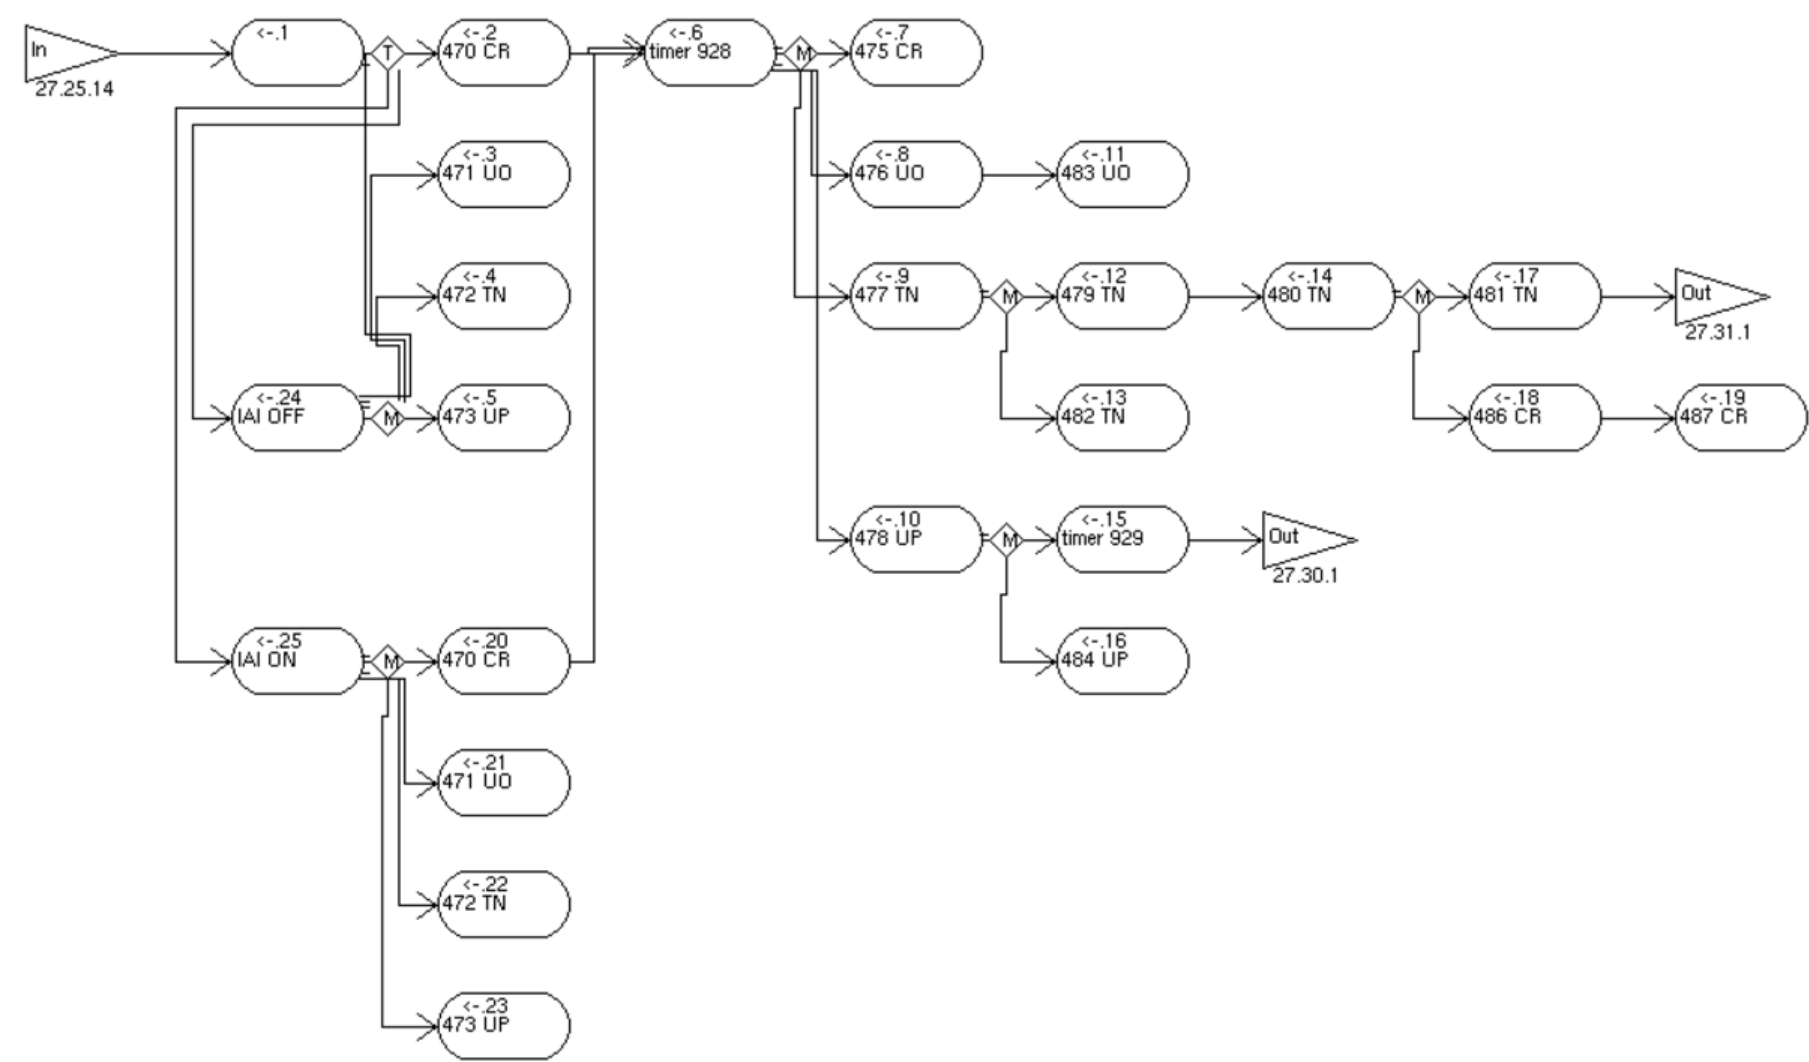 In
27.25.14
<-.1
T
<-.2
470 CR
<-.6
timer 928
M
<-.7
475 CR
<-.3
471 UO
<-.8
476 UO
<-.11
483 UO
<-.4
472 TN
<-.9
477 TN
M
<-.12
479 TN
<-.14
480 TN
M
<-.17
481 TN
Out
27.31.1
<-.24
IAI OFF
M
<-.5
473 UP
<-.13
482 TN
<-.18
486 CR
<-.19
487 CR
<-.10
478 UP
M
<-.15
timer 929
Out
27.30.1
<-.25
IAI ON
M
<-.20
470 CR
<-.16
484 UP
<-.21
471 UO
<-.22
472 TN
<-.23
473 UP